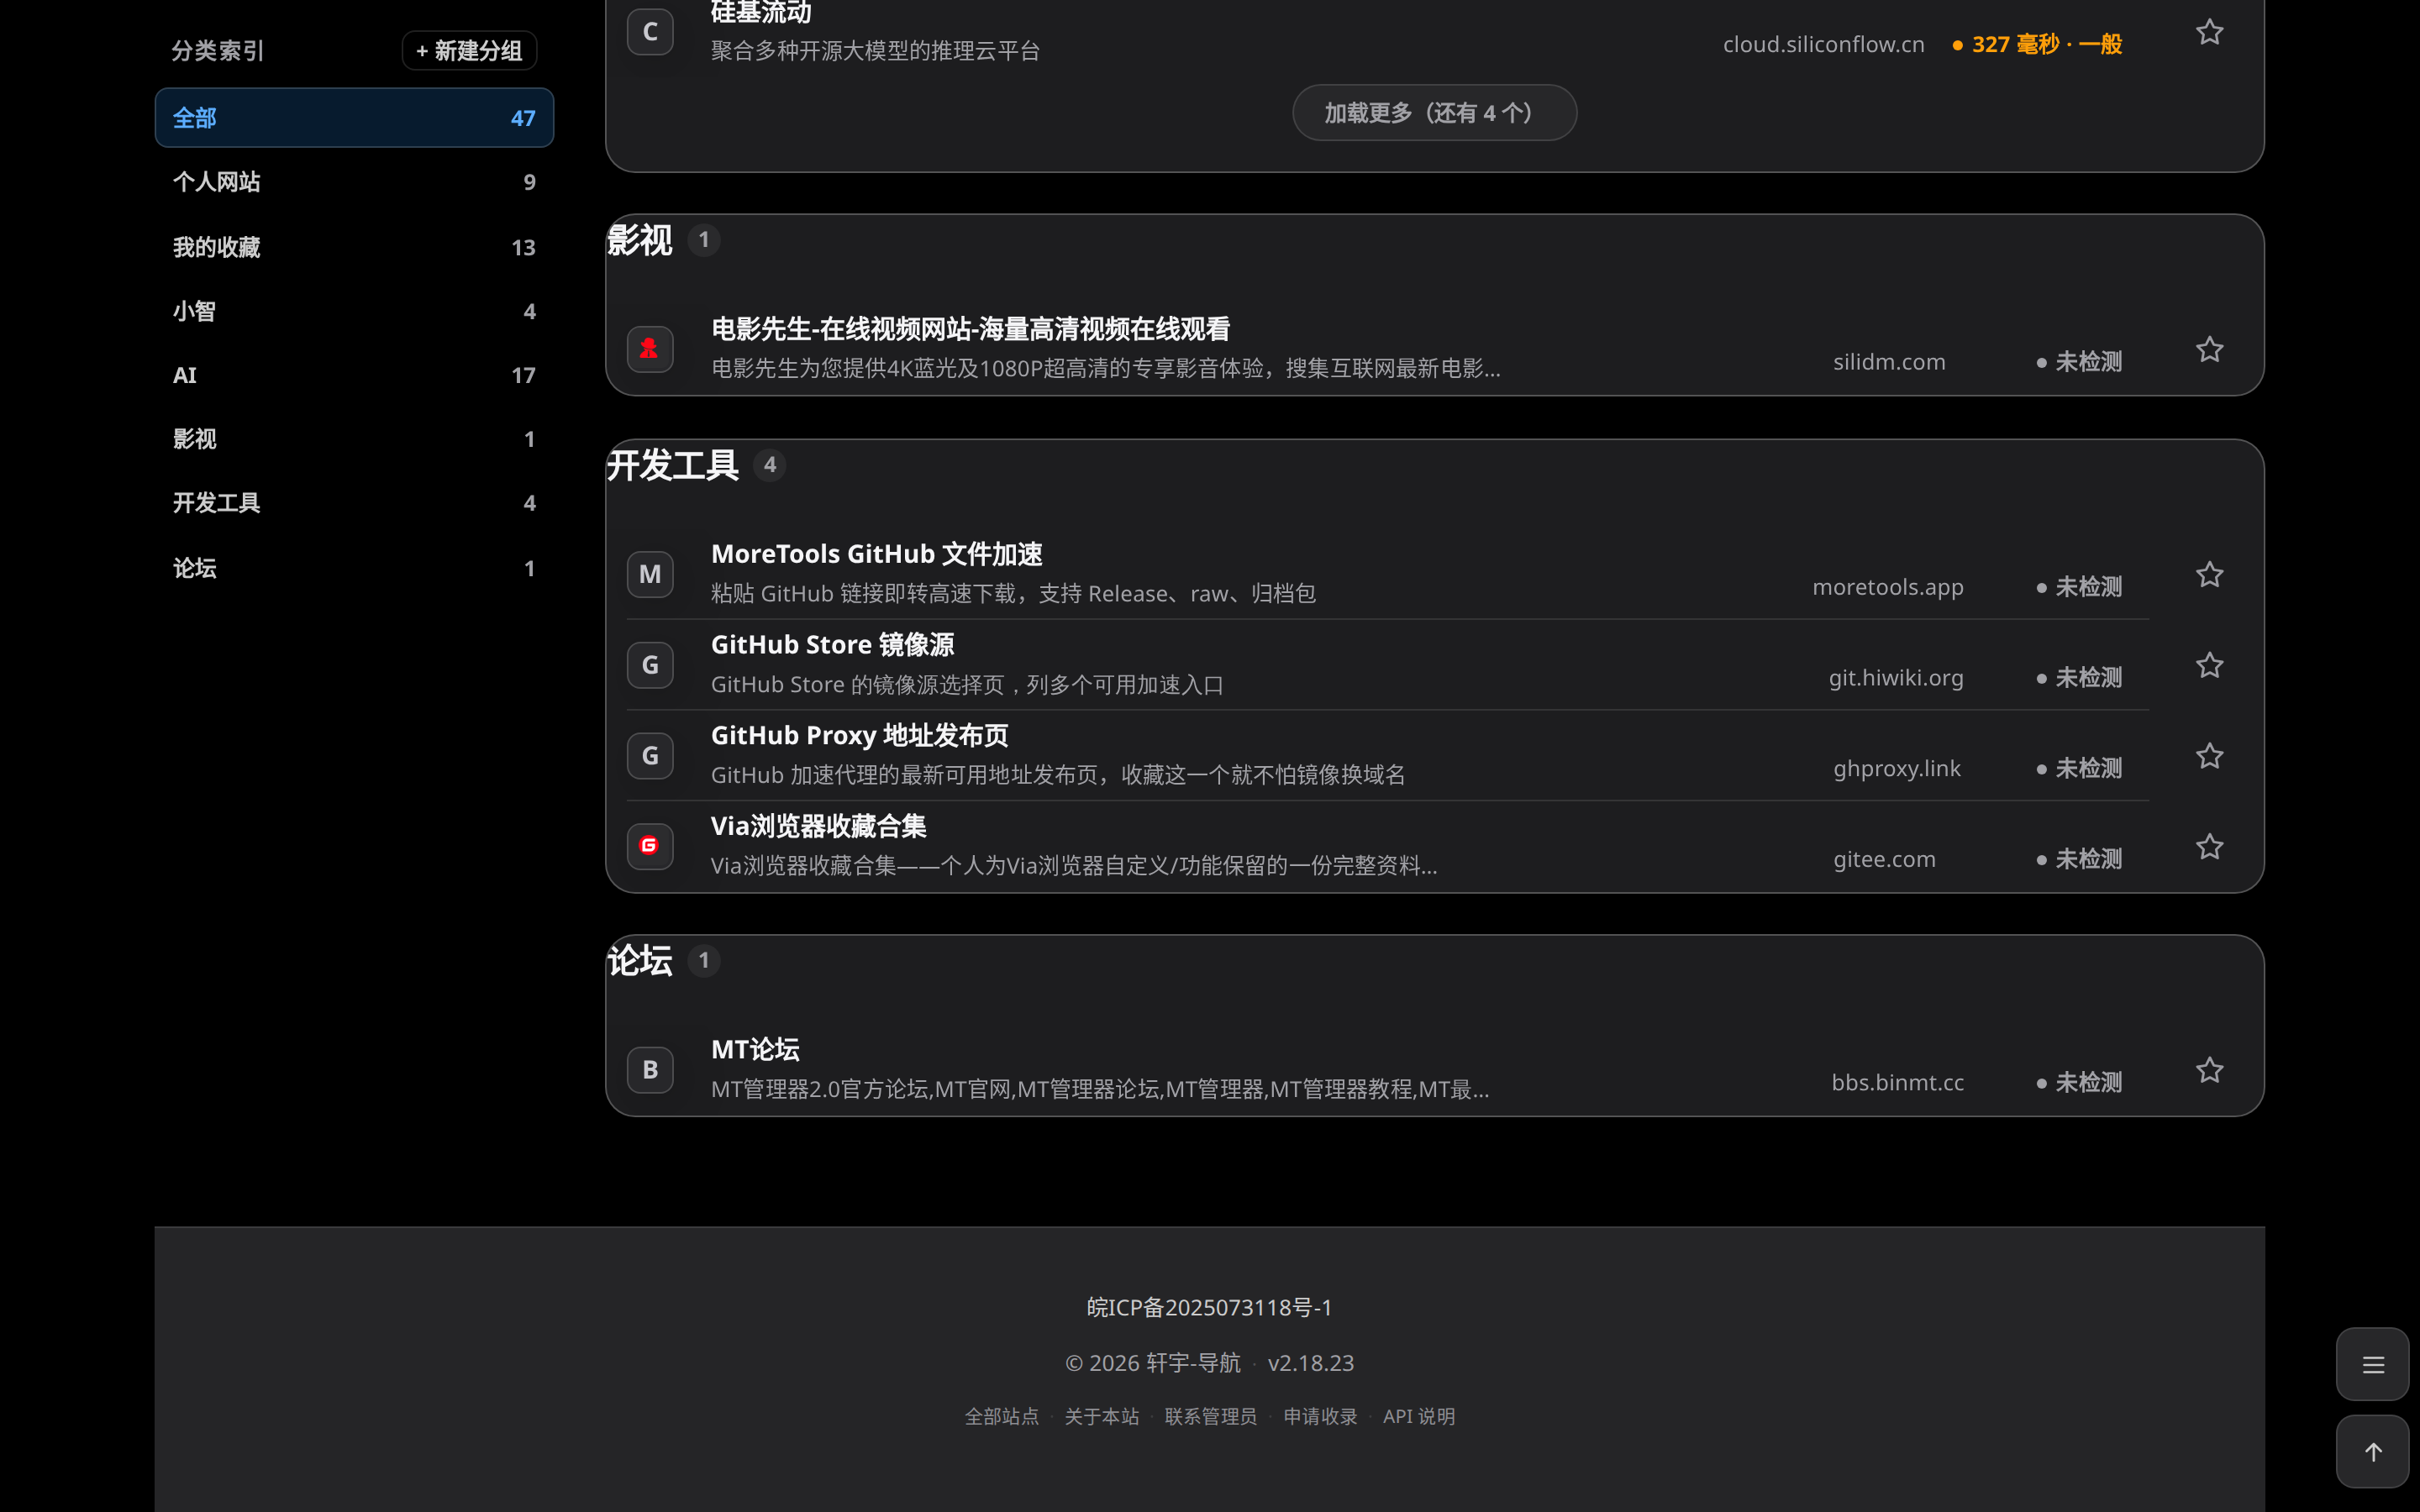 分类索引
+ 新建分组
全部 47
个人网站 9
我的收藏 13
小智 4
AI 17
影视 1
开发工具 4
论坛 1
C
硅基流动
聚合多种开源大模型的推理云平台
cloud.siliconflow.cn
327 毫秒 · 一般
加载更多（还有 4 个）
影视 1
电影先生-在线视频网站-海量高清视频在线观看
电影先生为您提供4K蓝光及1080P超高清的专享影音体验，搜集互联网最新电影...
silidm.com
未检测
开发工具 4
M
MoreTools GitHub 文件加速
粘贴 GitHub 链接即转高速下载，支持 Release、raw、归档包
moretools.app
未检测
G
GitHub Store 镜像源
GitHub Store 的镜像源选择页，列多个可用加速入口
git.hiwiki.org
未检测
G
GitHub Proxy 地址发布页
GitHub 加速代理的最新可用地址发布页，收藏这一个就不怕镜像换域名
ghproxy.link
未检测
G
Via浏览器收藏合集
Via浏览器收藏合集——个人为Via浏览器自定义/功能保留的一份完整资料...
gitee.com
未检测
论坛 1
B
MT论坛
MT管理器2.0官方论坛,MT官网,MT管理器论坛,MT管理器,MT管理器教程,MT最...
bbs.binmt.cc
未检测
皖ICP备2025073118号-1
© 2026 轩宇-导航 · v2.18.23
全部站点 · 关于本站 · 联系管理员 · 申请收录 · API 说明